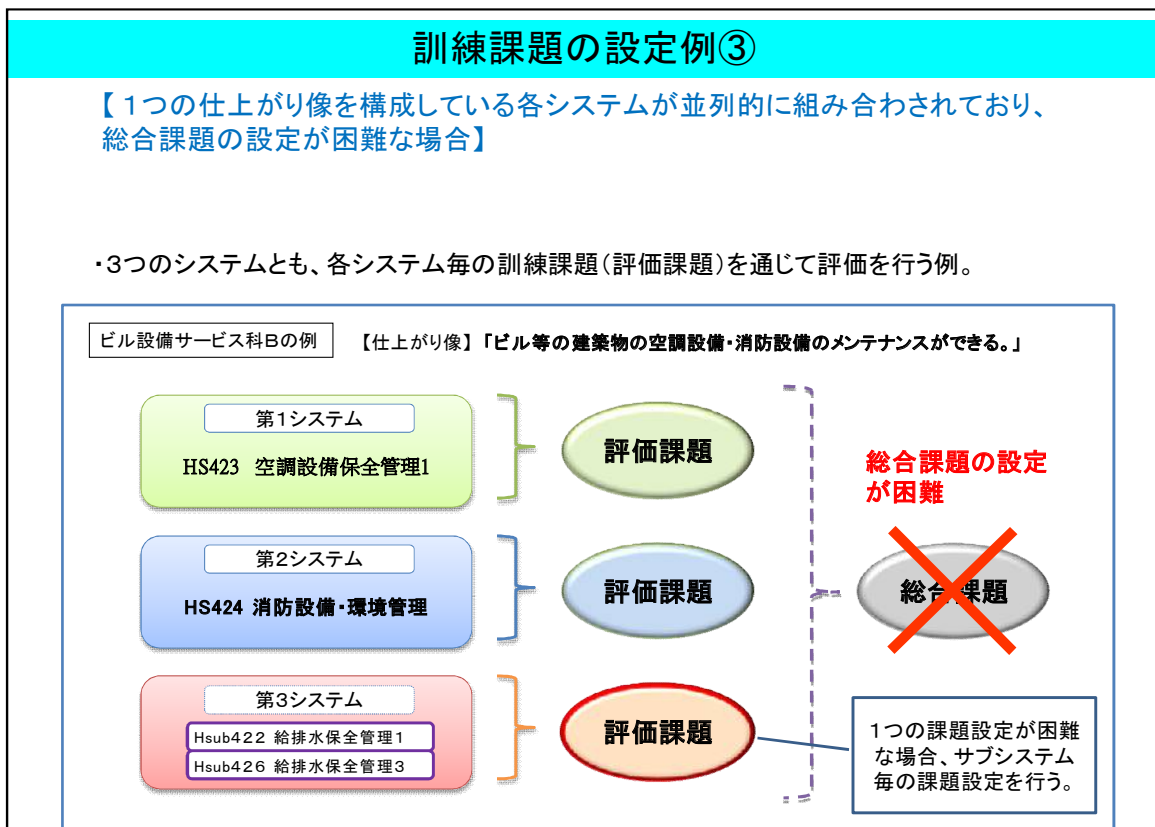 訓練課題の設定例③
【１つの仕上がり像を構成している各システムが並列的に組み合わされており、
総合課題の設定が困難な場合】
・３つのシステムとも、各システム毎の訓練課題（評価課題）を通じて評価を行う例。
ビル設備サービス科Ｂの例
【仕上がり像】「ビル等の建築物の空調設備・消防設備のメンテナンスができる。」
第１システム
HS423 空調設備保全管理1
評価課題
総合課題の設定
が困難
第２システム
HS424 消防設備・環境管理
評価課題
総合課題
第３システム
Hsub422 給排水保全管理1
Hsub426 給排水保全管理3
評価課題
１つの課題設定が困難
な場合、サブシステム
毎の課題設定を行う。